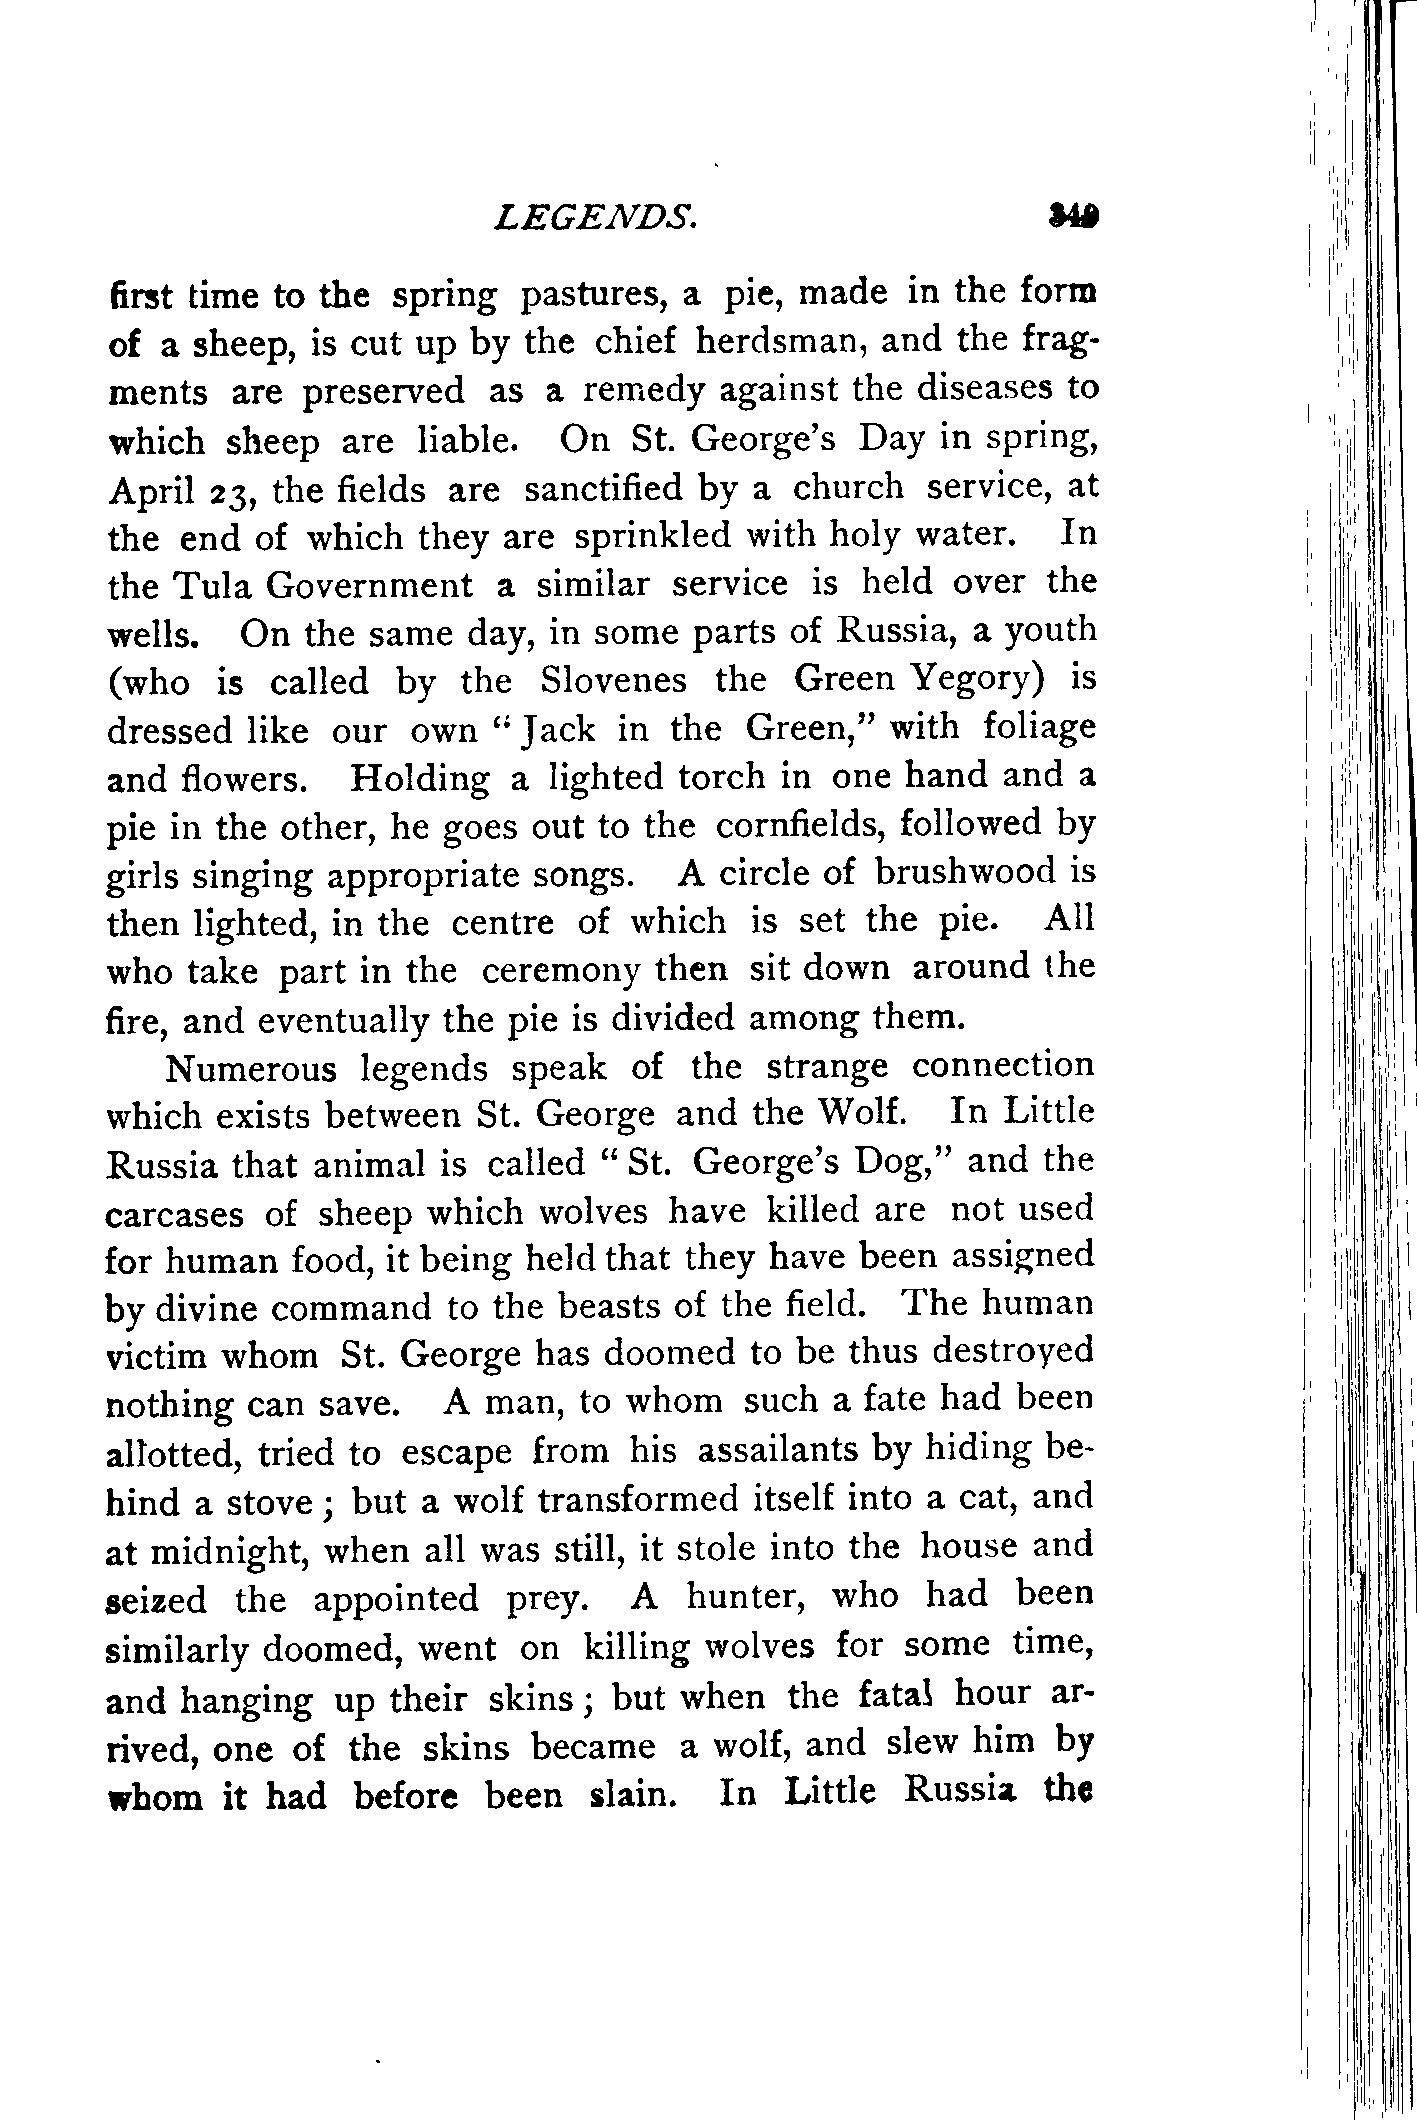 LEGENDS. 349
first time to the spring pastures, a pie, made in the form
of a sheep, is cut up by the chief herdsman, and the frag-
ments are preserved as a remedy against the diseases to
which sheep are liable. On St. George's Day in spring,
April 23, the fields are sanctified by a church service, at
the end of which they are sprinkled with holy water. In
the Tula Government a similar service is held over the
wells. On the same day, in some parts of Russia, a youth
(who is called by the Slovenes the Green Yegory) is
dressed like our own “Jack in the Green,” with foliage
and flowers. Holding a lighted torch in one hand and a
pie in the other, he goes out to the cornfields, followed by
girls singing appropriate songs. A circle of brushwood is
then lighted, in the centre of which is set the pie. All
who take part in the ceremony then sit down around the
fire, and eventually the pie is divided among them.
Numerous legends speak of the strange connection
which exists between St. George and the Wolf. In Little
Russia that animal is called “St. George's Dog,” and the
carcases of sheep which wolves have killed are not used
for human food, it being held that they have been assigned
by divine command to the beasts of the field. The human
victim whom St. George has doomed to be thus destroyed
nothing can save. A man, to whom such a fate had been
allotted, tried to escape from his assailants by hiding be-
hind a stove; but a wolf transformed itself into a cat, and
at midnight, when all was still, it stole into the house and
seized the appointed prey. A hunter, who had been
similarly doomed, went on killing wolves for some time,
and hanging up their skins; but when the fatal hour ar-
rived, one of the skins became a wolf, and slew him by
whom it had before been slain. In Little Russia the